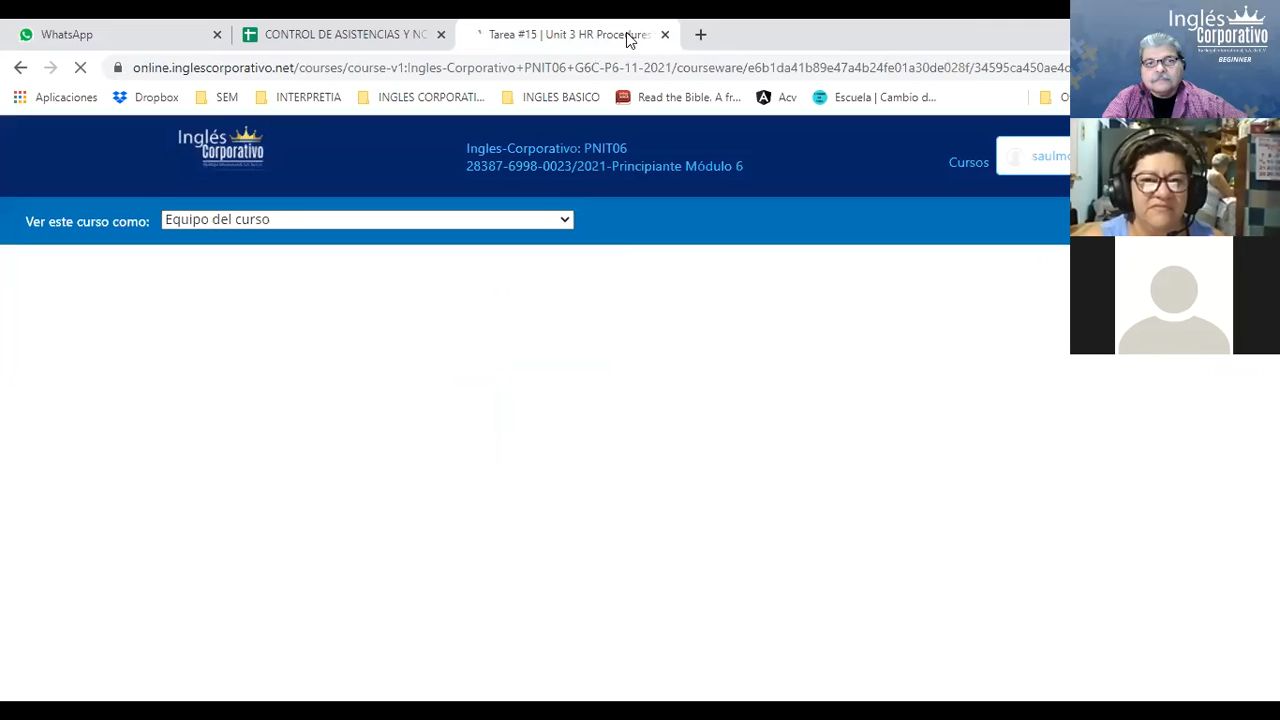 WhatsApp
CONTROL DE ASISTENCIAS Y NO
Tarea #15 | Unit 3 HR Procedures
online.inglescorporativo.net/courses/course-v1:Ingles-Corporativo+PNIT06+G6C-P6-11-2021/courseware/e6b1da41b89e47a4b24fe01a30de028f/34595ca450ae4c
Aplicaciones
Dropbox
SEM
INTERPRETIA
INGLES CORPORATI...
INGLES BASICO
Read the Bible. A fr...
Acv
Escuela | Cambio d...
O
Inglés
Corporativo
BEGINNER
Inglés
Corporativo
Ingles-Corporativo: PNIT06
28387-6998-0023/2021-Principiante Módulo 6
Cursos
saulmo
Ver este curso como:
Equipo del curso